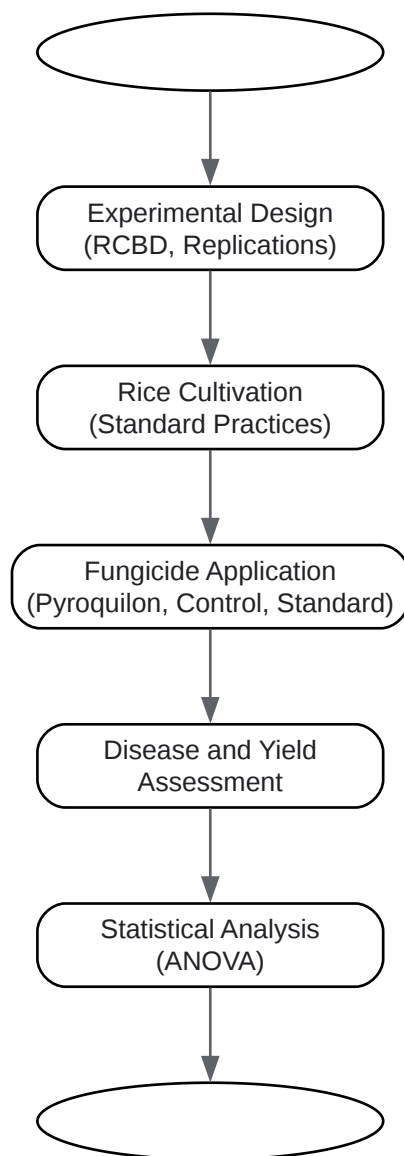 Experimental Design
(RCBD, Replications)
Rice Cultivation
(Standard Practices)
Fungicide Application
(Pyroquilon, Control, Standard)
Disease and Yield
Assessment
Statistical Analysis
(ANOVA)